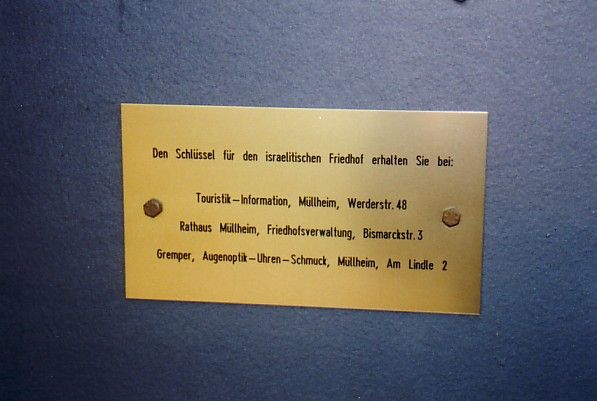 Den Schlüssel für den israelitischen Friedhof erhalten Sie bei:
Touristik-Information, Müllheim, Werderstr. 48
Rathaus Müllheim, Friedhofsverwaltung, Bismarckstr. 3
Gremper, Augenoptik-Uhren-Schmuck, Müllheim, Am Lindle 2